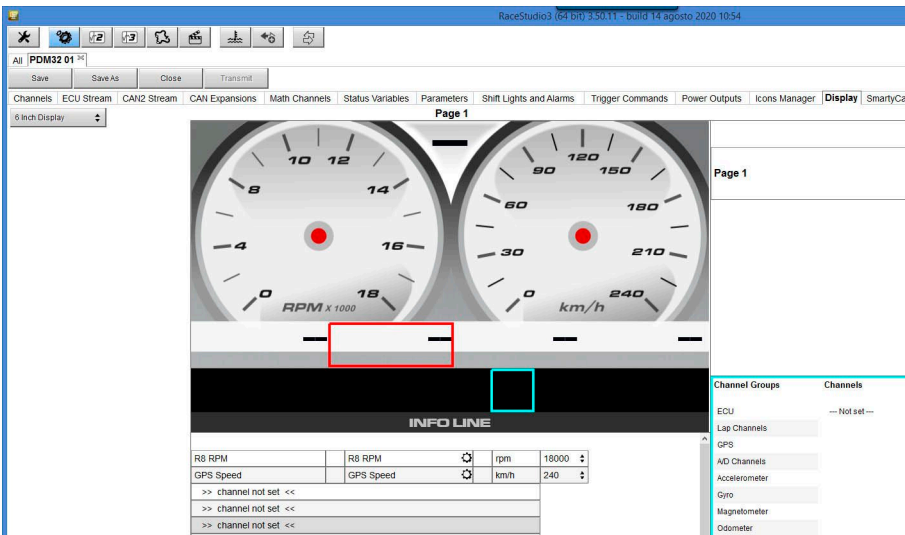 RaceStudio3 (64 bit) 3.50.11 - build 14 agosto 2020 10:54
All PDM32 01
Save Save As Close Transmit
Channels ECU Stream CAN2 Stream CAN Expansions Math Channels Status Variables Parameters Shift Lights and Alarms Trigger Commands Power Outputs Icons Manager Display SmartyCa
6 Inch Display
Page 1
0 4 8 10 12 14 16 18
RPM x 1000
0 30 60 90 120 150 180 210 240
km/h
INFO LINE
R8 RPM R8 RPM rpm 18000
GPS Speed GPS Speed km/h 240
>> channel not set <<
>> channel not set <<
>> channel not set <<
Page 1
Channel Groups Channels
ECU --- Not set ---
Lap Channels
GPS
A/D Channels
Accelerometer
Gyro
Magnetometer
Odometer